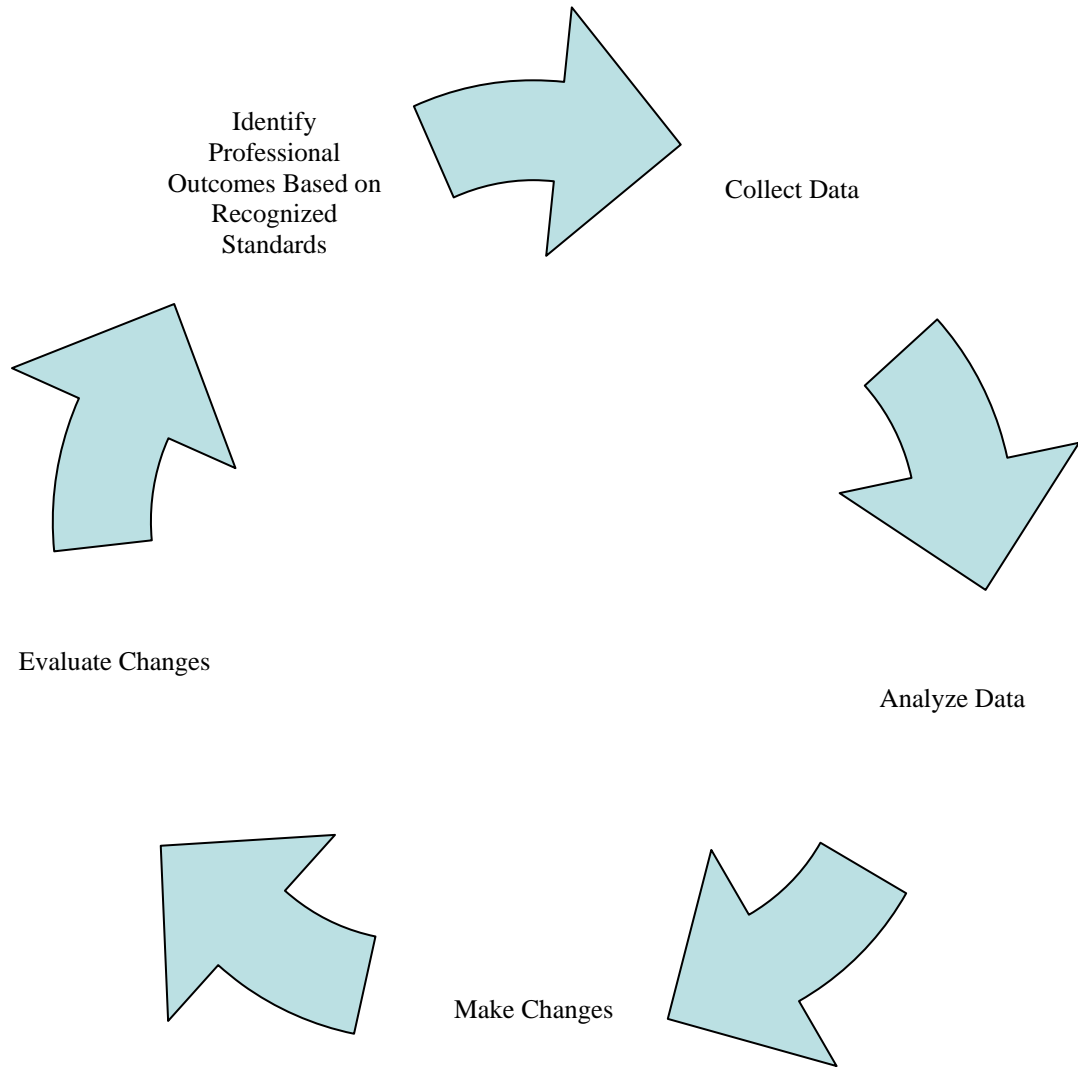 Identify
Professional
Outcomes Based on
Recognized
Standards
Collect Data
Analyze Data
Make Changes
Evaluate Changes